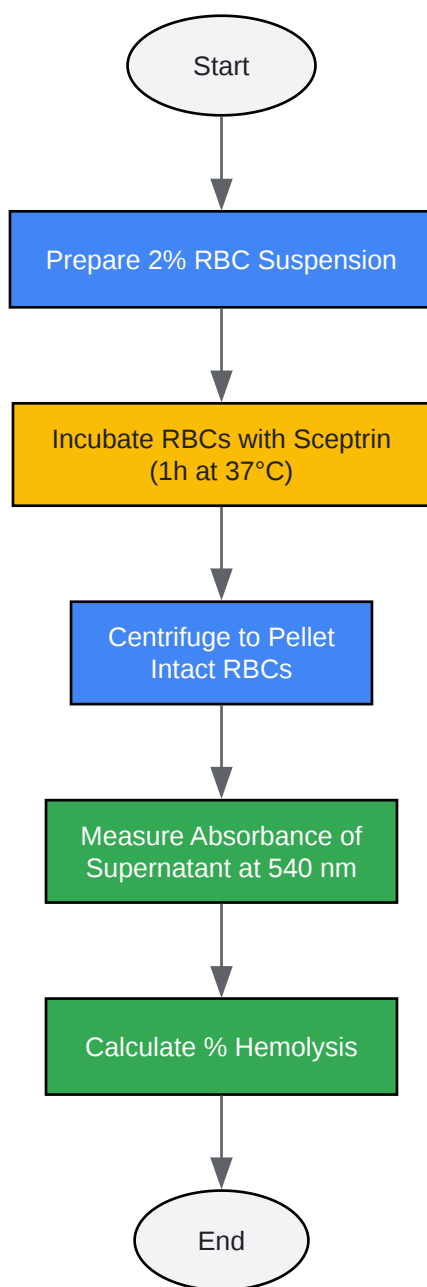 Start
Prepare 2% RBC Suspension
Incubate RBCs with Sceptrin
(1h at 37°C)
Centrifuge to Pellet
Intact RBCs
Measure Absorbance of
Supernatant at 540 nm
Calculate % Hemolysis
End